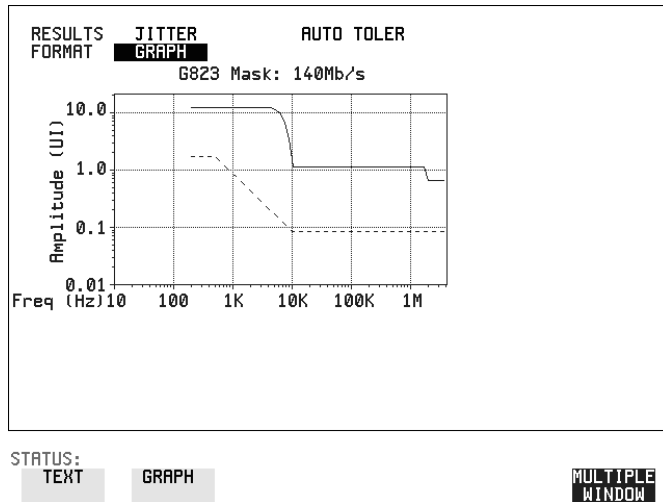 RESULTS JITTER AUTO TOLER
FORMAT GRAPH
G823 Mask: 140Mb/s
Amplitude (UI)
10.0
1.0
0.1
0.01
Freq (Hz) 10 100 1K 10K 100K 1M
STATUS:
TEXT GRAPH MULTIPLE
WINDOW